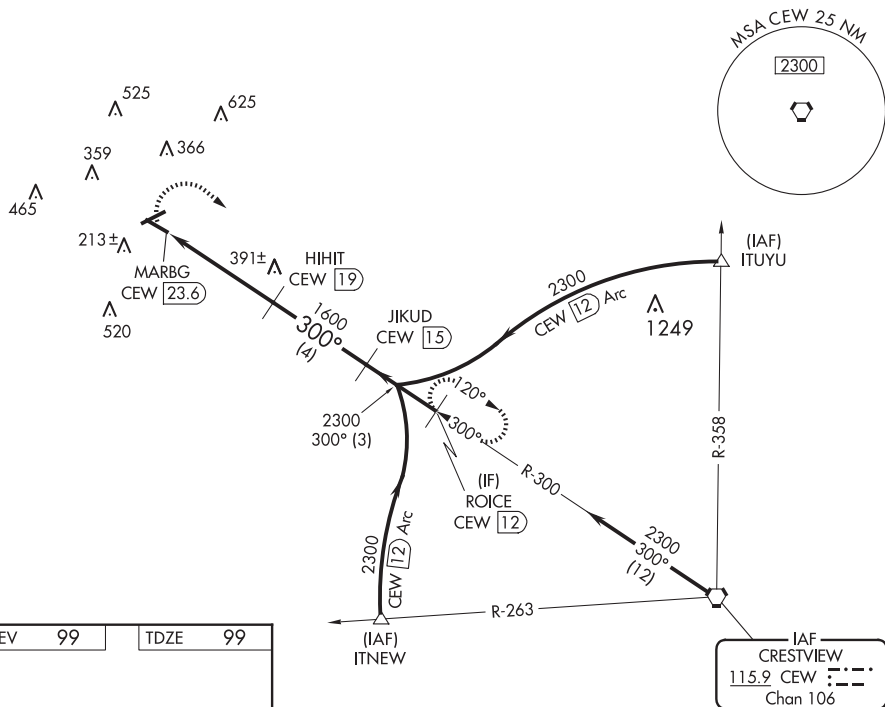 MSA CEW 25 NM
2300
525
625
359
366
465
213±
391±
HIHIT
CEW 19
MARBG
CEW 23.6
520
1600
300°
(4)
JIKUD
CEW 15
(IAF)
ITUYU
2300
CEW 12 Arc
1249
120°
300°
2300
300° (3)
R-358
R-300
(IF)
ROICE
CEW 12
2300
CEW 12 Arc
2300
300°
(12)
R-263
(IAF)
ITNEW
EV 99
TDZE 99
IAF
CRESTVIEW
115.9 CEW
Chan 106